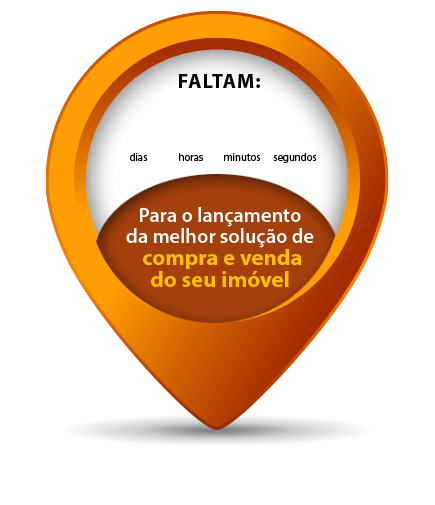 FALTAM:
dias horas minutos segundos
Para o lançamento
da melhor solução de
compra e venda
do seu imóvel